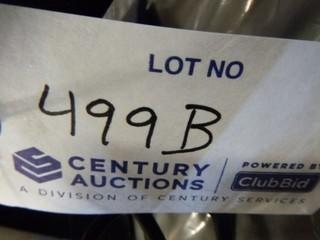 LOT NO
499B
CENTURY AUCTIONS POWERED BY ClubBid
A DIVISION OF CENTURY SERVICES